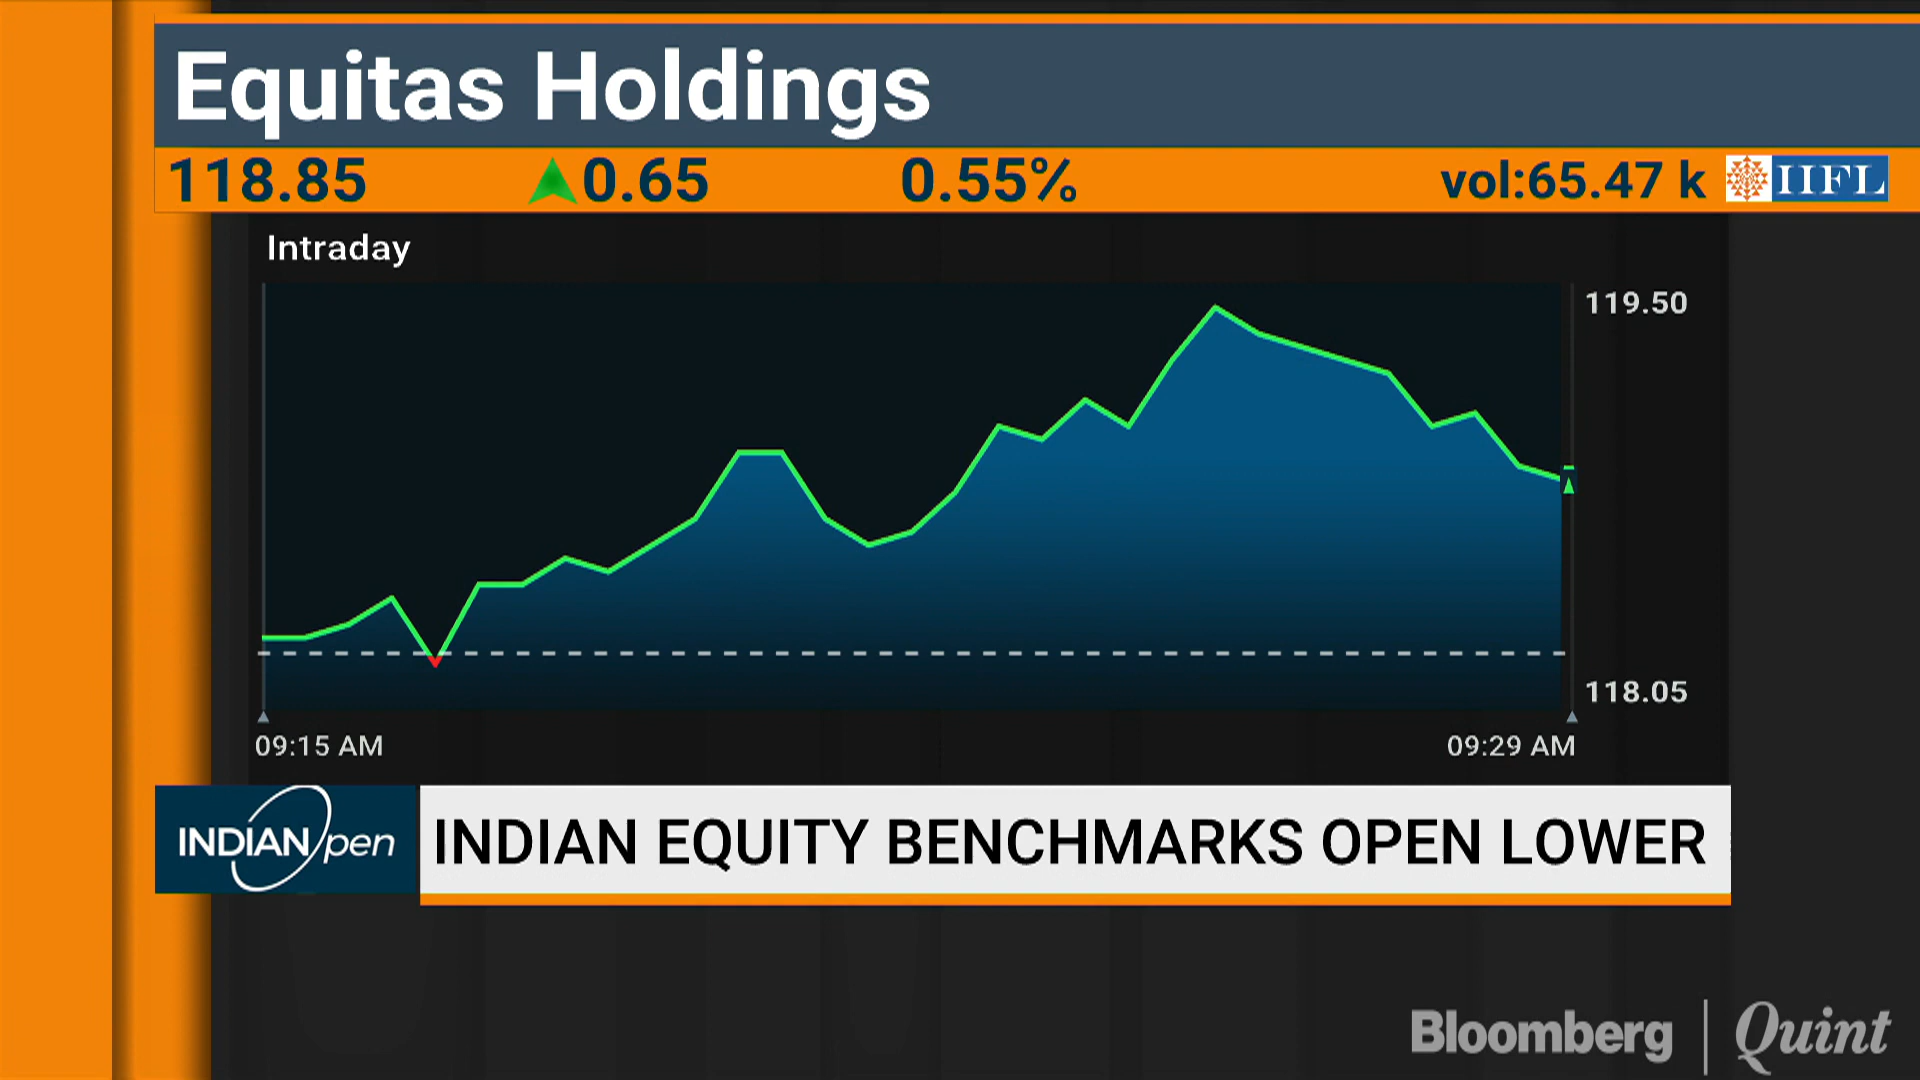 Equitas Holdings
118.85 0.65 0.55% vol:65.47 k IIFL
Intraday
119.50
118.05
09:15 AM 09:29 AM
INDIAN Open INDIAN EQUITY BENCHMARKS OPEN LOWER
Bloomberg | Quint